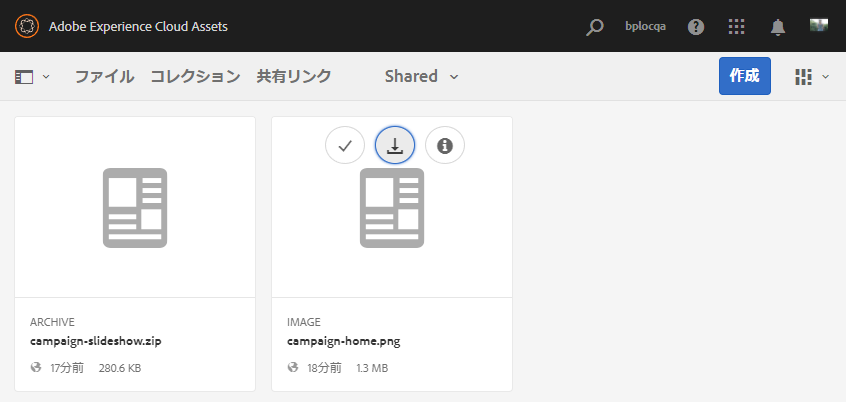 Adobe Experience Cloud Assets
bplocqa
ファイル コレクション 共有リンク Shared 作成
ARCHIVE
campaign-slideshow.zip
17分前 280.6 KB
IMAGE
campaign-home.png
18分前 1.3 MB